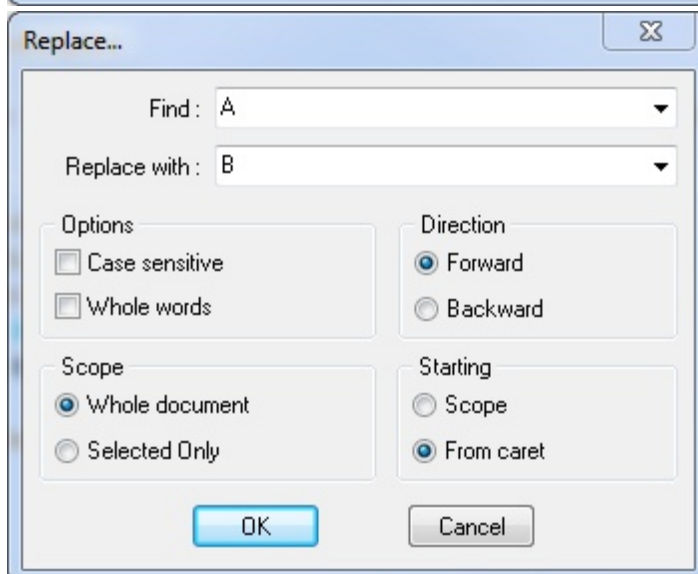 Replace...
Find : A
Replace with : B
Options
Case sensitive
Whole words
Direction
Forward
Backward
Scope
Whole document
Selected Only
Starting
Scope
From caret
OK Cancel